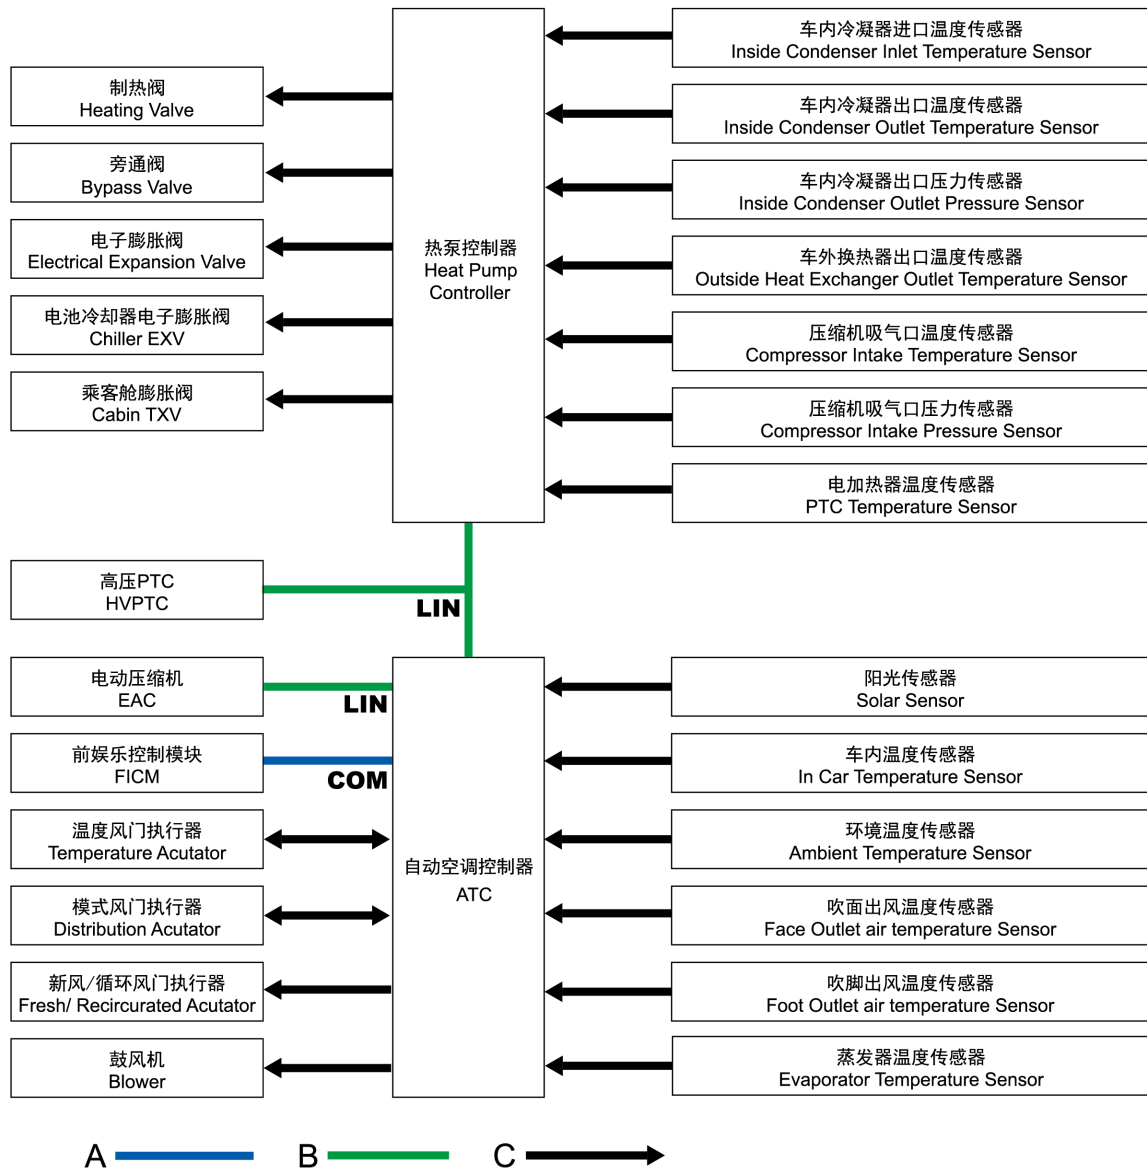 车内冷凝器进口温度传感器
Inside Condenser Inlet Temperature Sensor
制热阀
Heating Valve
车内冷凝器出口温度传感器
Inside Condenser Outlet Temperature Sensor
旁通阀
Bypass Valve
车内冷凝器出口压力传感器
Inside Condenser Outlet Pressure Sensor
电子膨胀阀
Electrical Expansion Valve
热泵控制器
Heat Pump
Controller
车外换热器出口温度传感器
Outside Heat Exchanger Outlet Temperature Sensor
电池冷却器电子膨胀阀
Chiller EXV
压缩机吸气口温度传感器
Compressor Intake Temperature Sensor
乘客舱膨胀阀
Cabin TXV
压缩机吸气口压力传感器
Compressor Intake Pressure Sensor
电加热器温度传感器
PTC Temperature Sensor
高压PTC
HVPTC
LIN
电动压缩机
EAC
LIN
阳光传感器
Solar Sensor
前娱乐控制模块
FICM
COM
车内温度传感器
In Car Temperature Sensor
温度风门执行器
Temperature Acutator
环境温度传感器
Ambient Temperature Sensor
自动空调控制器
ATC
模式风门执行器
Distribution Acutator
吹面出风温度传感器
Face Outlet air temperature Sensor
新风/循环风门执行器
Fresh/ Recircurated Acutator
吹脚出风温度传感器
Foot Outlet air temperature Sensor
鼓风机
Blower
蒸发器温度传感器
Evaporator Temperature Sensor
A
B
C